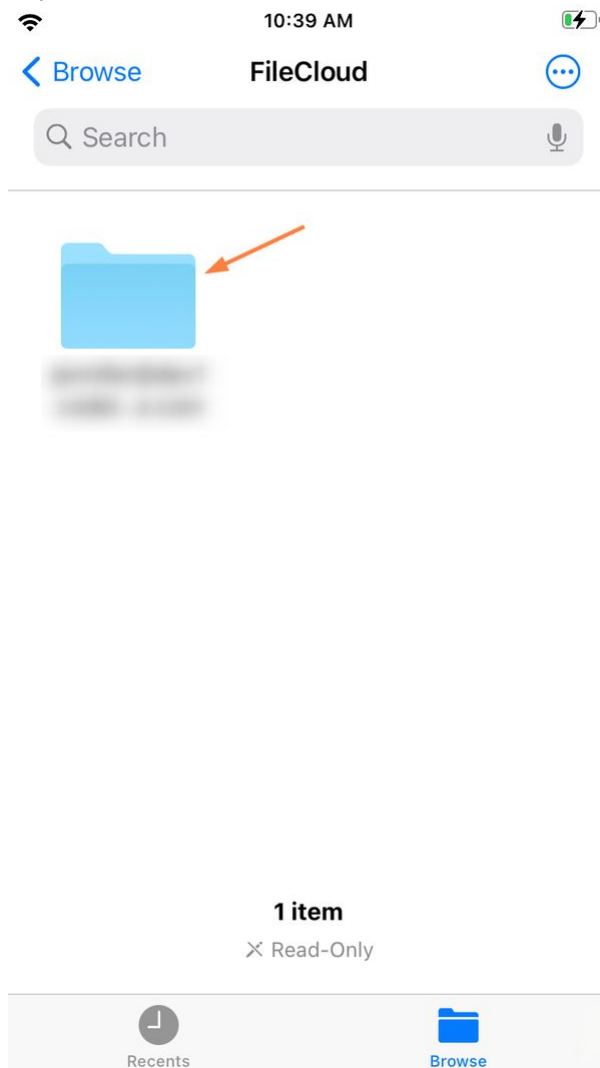 10:39 AM
Browse
FileCloud
Search
1 item
Read-Only
Recents
Browse